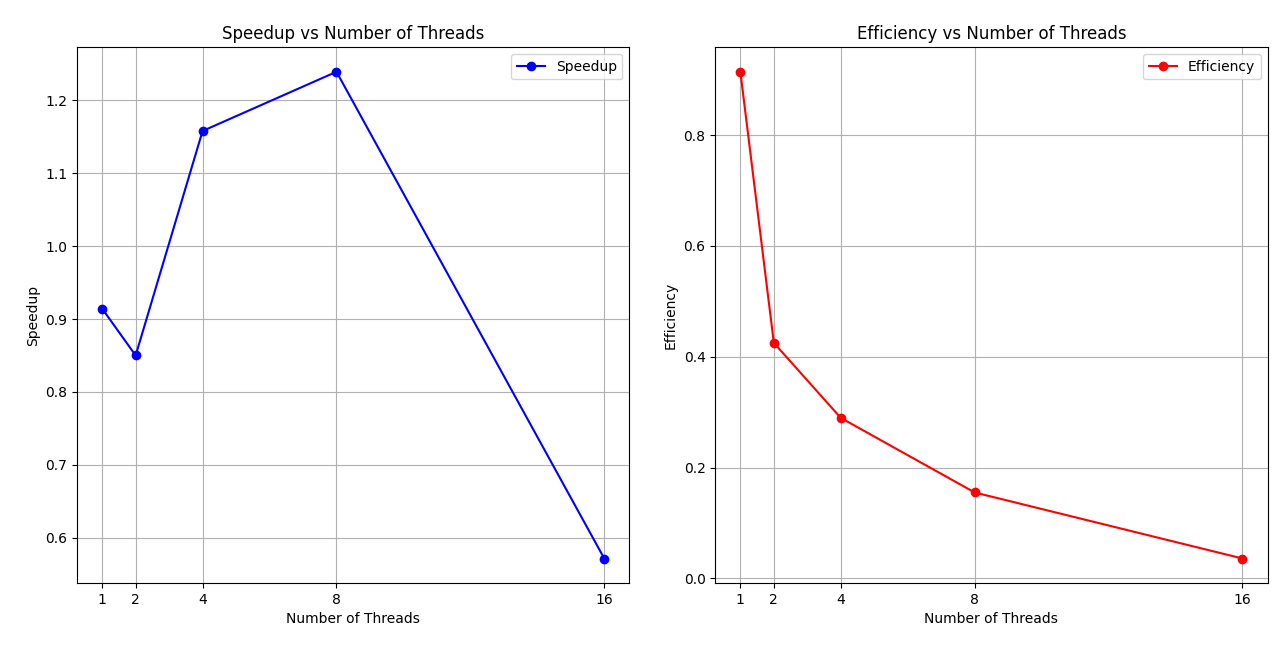 Speedup vs Number of Threads
Speedup
1.2
1.1
1.0
0.9
0.8
0.7
0.6
Speedup
1 2 4 8 16
Number of Threads
Efficiency vs Number of Threads
Efficiency
0.8
0.6
0.4
0.2
0.0
Efficiency
1 2 4 8 16
Number of Threads